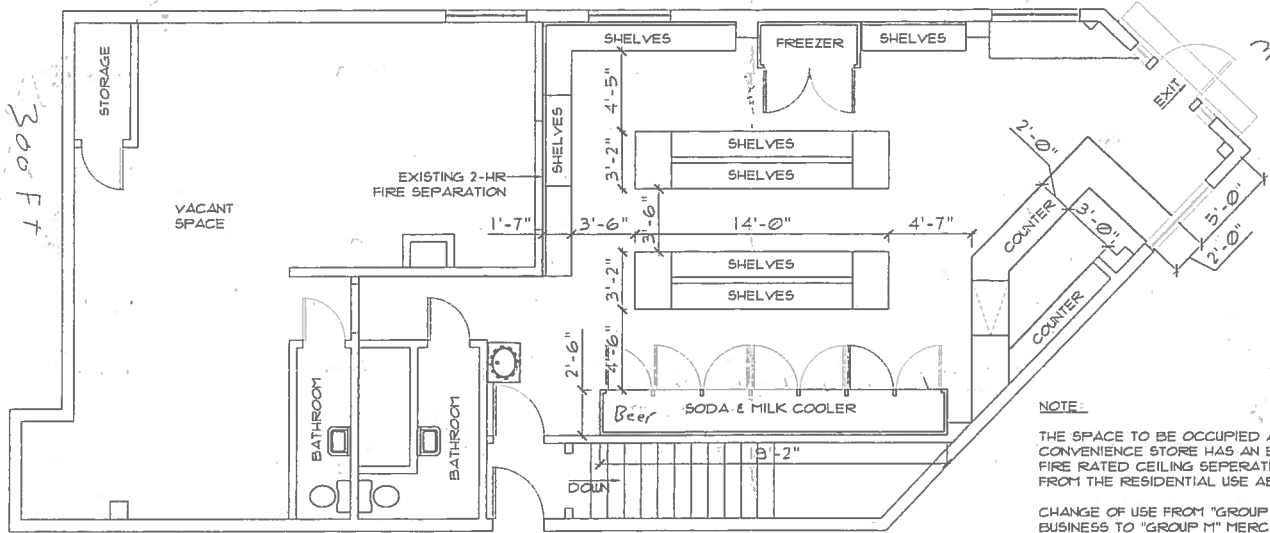 STORAGE
SHELVES
FREEZER
SHELVES
EXIT
300 FT
4'-5"
SHELVES
EXISTING 2-HR
FIRE SEPARATION
3'-2"
SHELVES
SHELVES
2'-0"
VACANT
SPACE
1'-7"
3'-6"
3'-6"
14'-0"
4'-7"
COUNTER
3'-0"
5'-0"
2'-0"
3'-2"
SHELVES
SHELVES
COUNTER
2'-6"
4'-6"
BATHROOM
BATHROOM
Beer
SODA & MILK COOLER
DOWN
19'-2"
NOTE:
THE SPACE TO BE OCCUPIED
CONVENIENCE STORE HAS AN
FIRE RATED CEILING SEPERATI
FROM THE RESIDENTIAL USE
CHANGE OF USE FROM "GROUP
BUSINESS TO "GROUP M" MERC